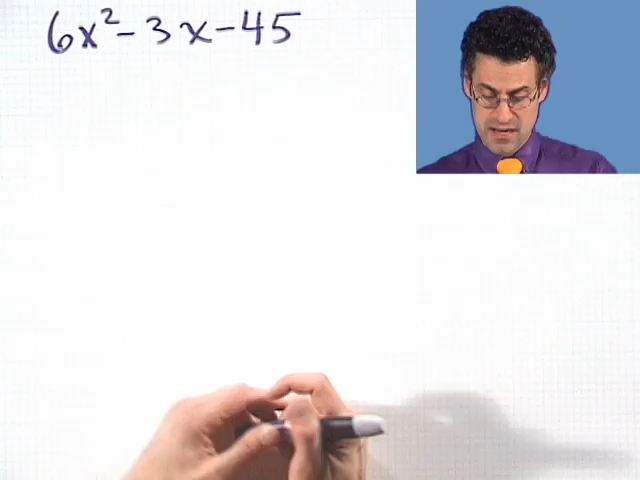 6x² - 3x - 45